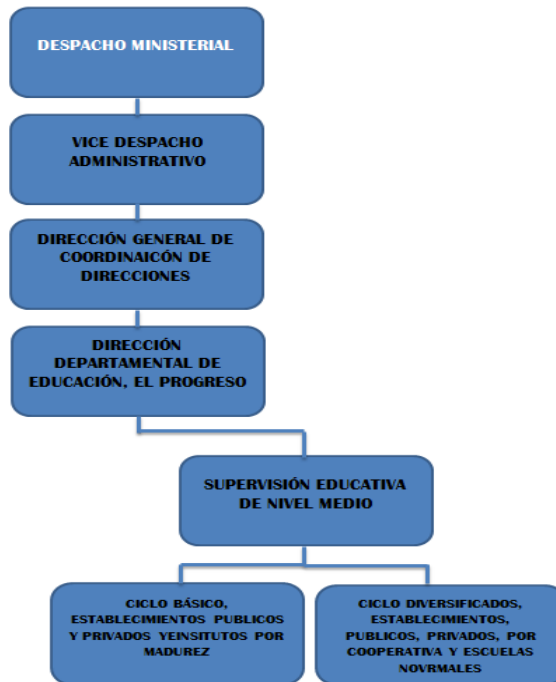 DESPACHO MINISTERIAL
VICE DESPACHO
ADMINISTRATIVO
DIRECCIÓN GENERAL DE
COORDINAICÓN DE
DIRECCIONES
DIRECCIÓN
DEPARTAMENTAL DE
EDUCACIÓN, EL PROGRESO
SUPERVISIÓN EDUCATIVA
DE NIVEL MEDIO
CICLO BÁSICO,
ESTABLECIMIENTOS PUBLICOS
Y PRIVADOS YEINSITUTOS POR
MADUREZ
CICLO DIVERSIFICADOS,
ESTABLECIMIENTOS,
PUBLICOS, PRIVADOS, POR
COOPERATIVA Y ESCUELAS
NOVRMALES